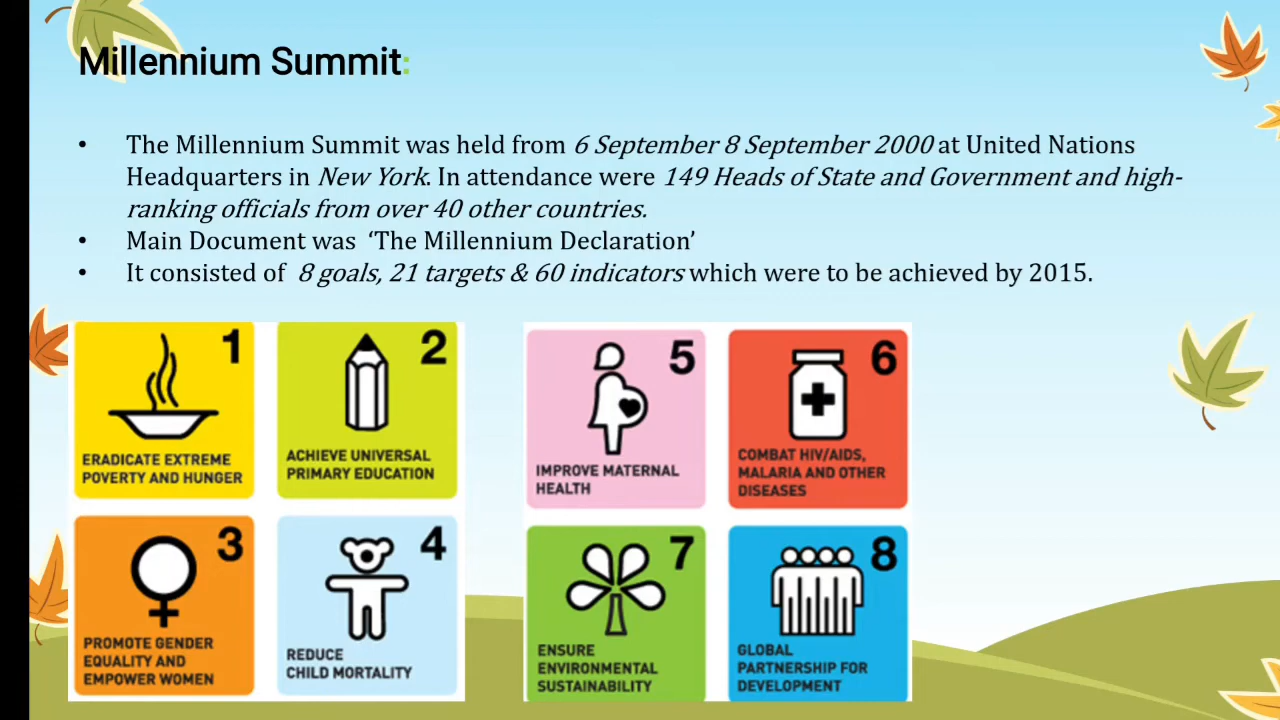 Millennium Summit:
• The Millennium Summit was held from 6 September 8 September 2000 at United Nations
Headquarters in New York. In attendance were 149 Heads of State and Government and high-
ranking officials from over 40 other countries.
• Main Document was ‘The Millennium Declaration’
• It consisted of 8 goals, 21 targets & 60 indicators which were to be achieved by 2015.
1
ERADICATE EXTREME
POVERTY AND HUNGER
2
ACHIEVE UNIVERSAL
PRIMARY EDUCATION
3
PROMOTE GENDER
EQUALITY AND
EMPOWER WOMEN
4
REDUCE
CHILD MORTALITY
5
IMPROVE MATERNAL
HEALTH
6
COMBAT HIV/AIDS,
MALARIA AND OTHER
DISEASES
7
ENSURE
ENVIRONMENTAL
SUSTAINABILITY
8
GLOBAL
PARTNERSHIP FOR
DEVELOPMENT